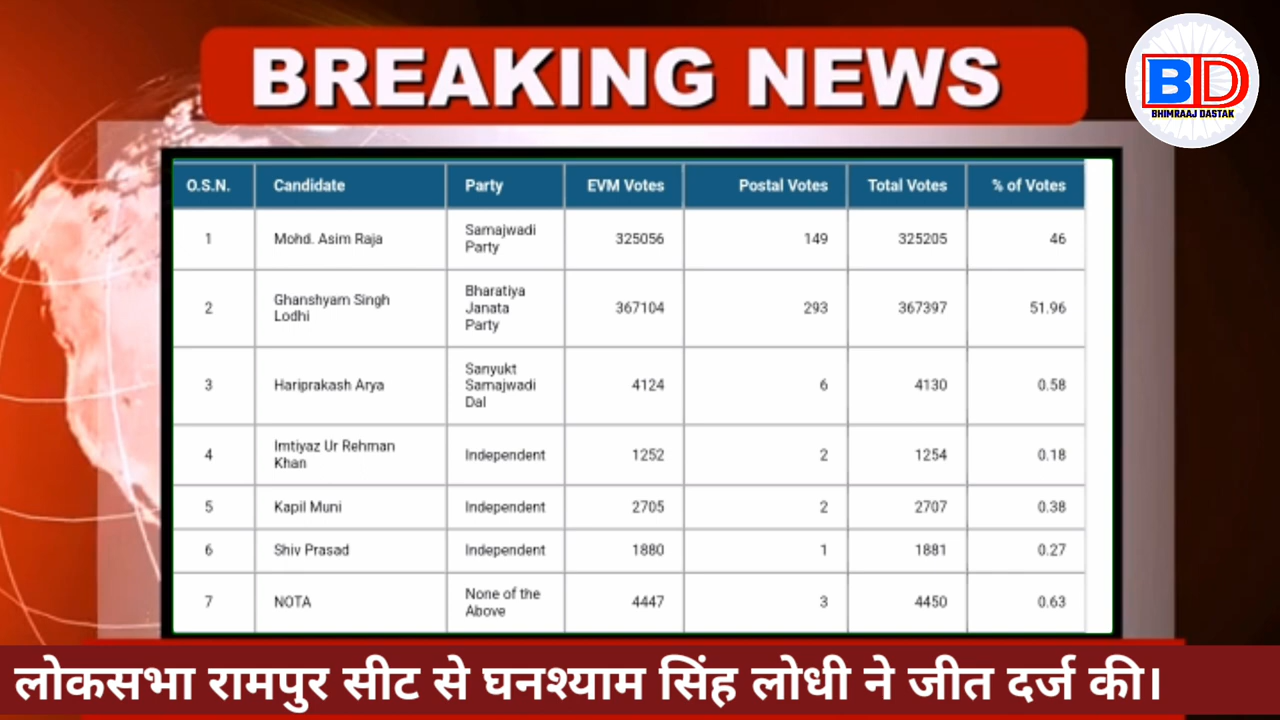 BREAKING NEWS
BD
BHIMRAAJ DASTAK
O.S.N. Candidate Party EVM Votes Postal Votes Total Votes % of Votes
1 Mohd. Asim Raja Samajwadi Party 325056 149 325205 46
2 Ghanshyam Singh Lodhi Bharatiya Janata Party 367104 293 367397 51.96
3 Hariprakash Arya Sanyukt Samajwadi Dal 4124 6 4130 0.58
4 Imtiyaz Ur Rehman Khan Independent 1252 2 1254 0.18
5 Kapil Muni Independent 2705 2 2707 0.38
6 Shiv Prasad Independent 1880 1 1881 0.27
7 NOTA None of the Above 4447 3 4450 0.63
लोकसभा रामपुर सीट से घनश्याम सिंह लोधी ने जीत दर्ज की।